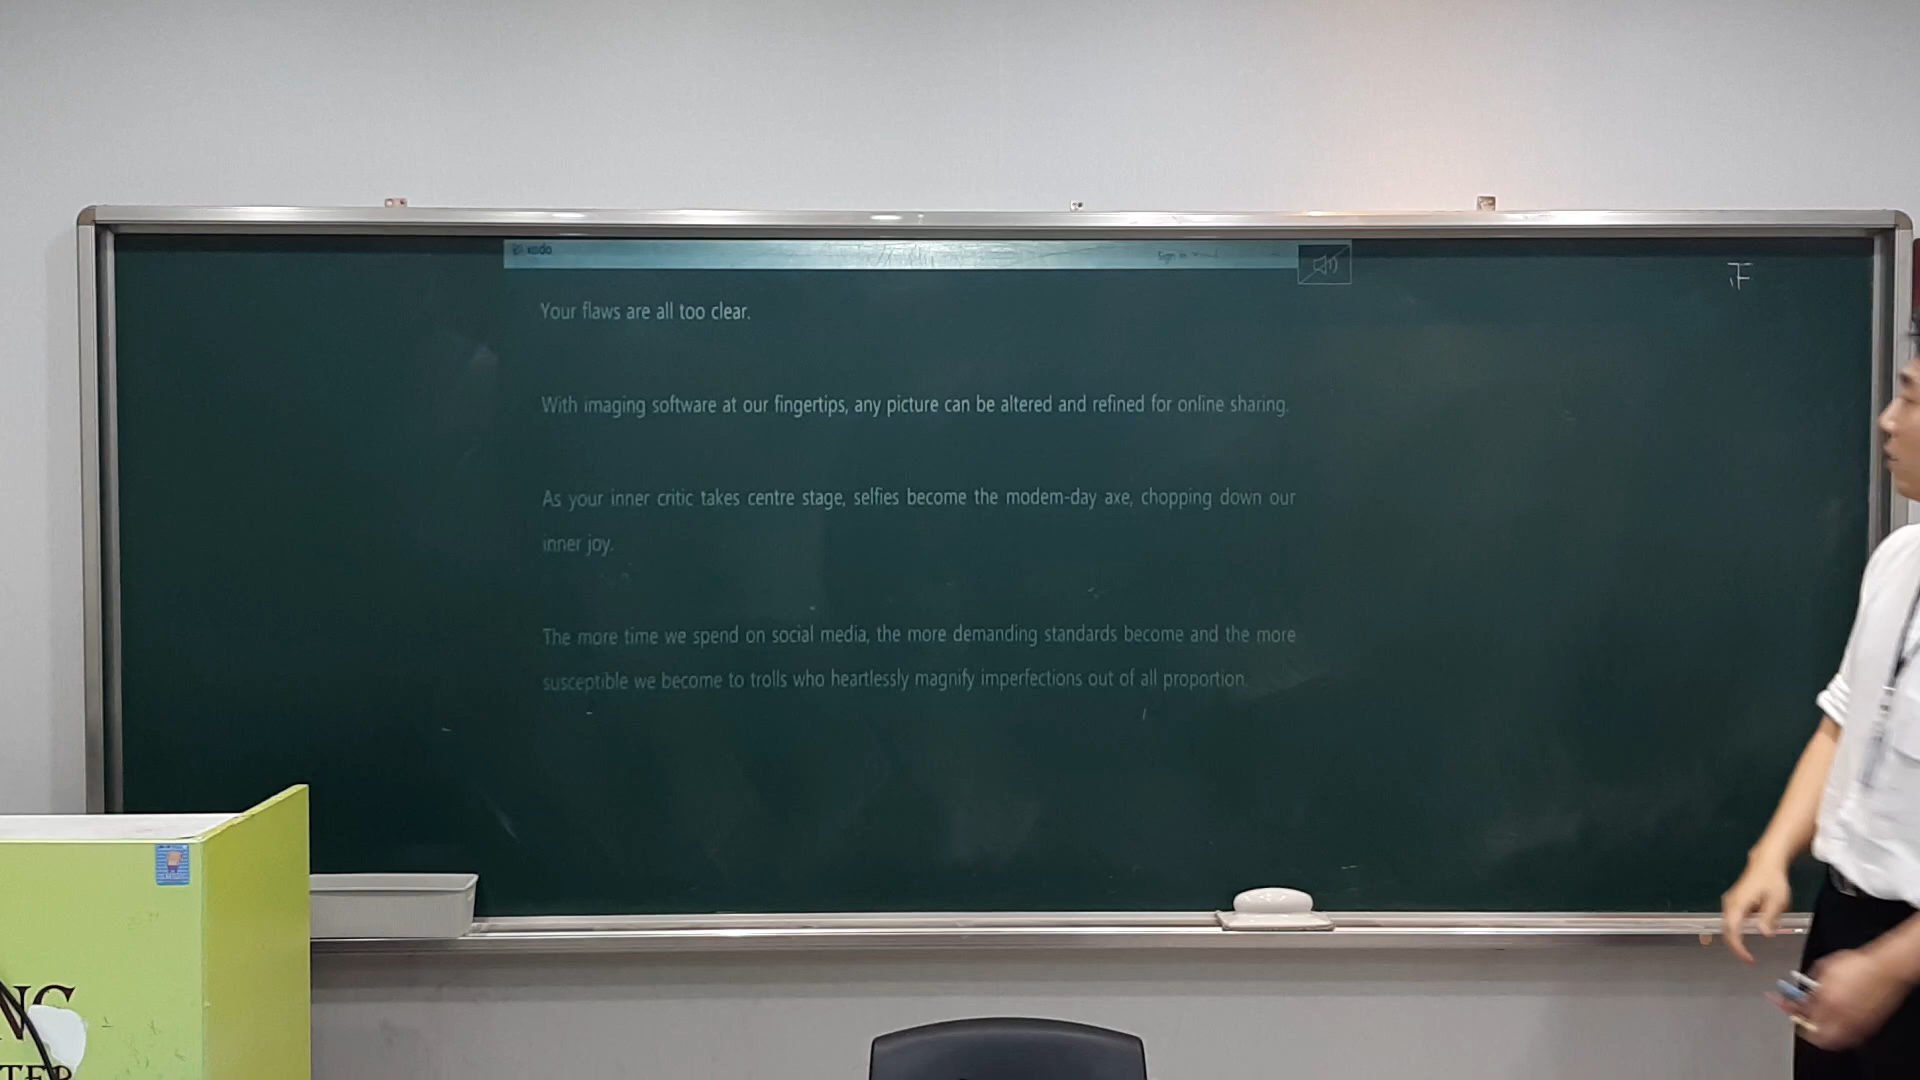 xodo
Sign in
Your flaws are all too clear.
With imaging software at our fingertips, any picture can be altered and refined for online sharing.
As your inner critic takes centre stage, selfies become the modem-day axe, chopping down our
inner joy.
The more time we spend on social media, the more demanding standards become and the more
susceptible we become to trolls who heartlessly magnify imperfections out of all proportion.